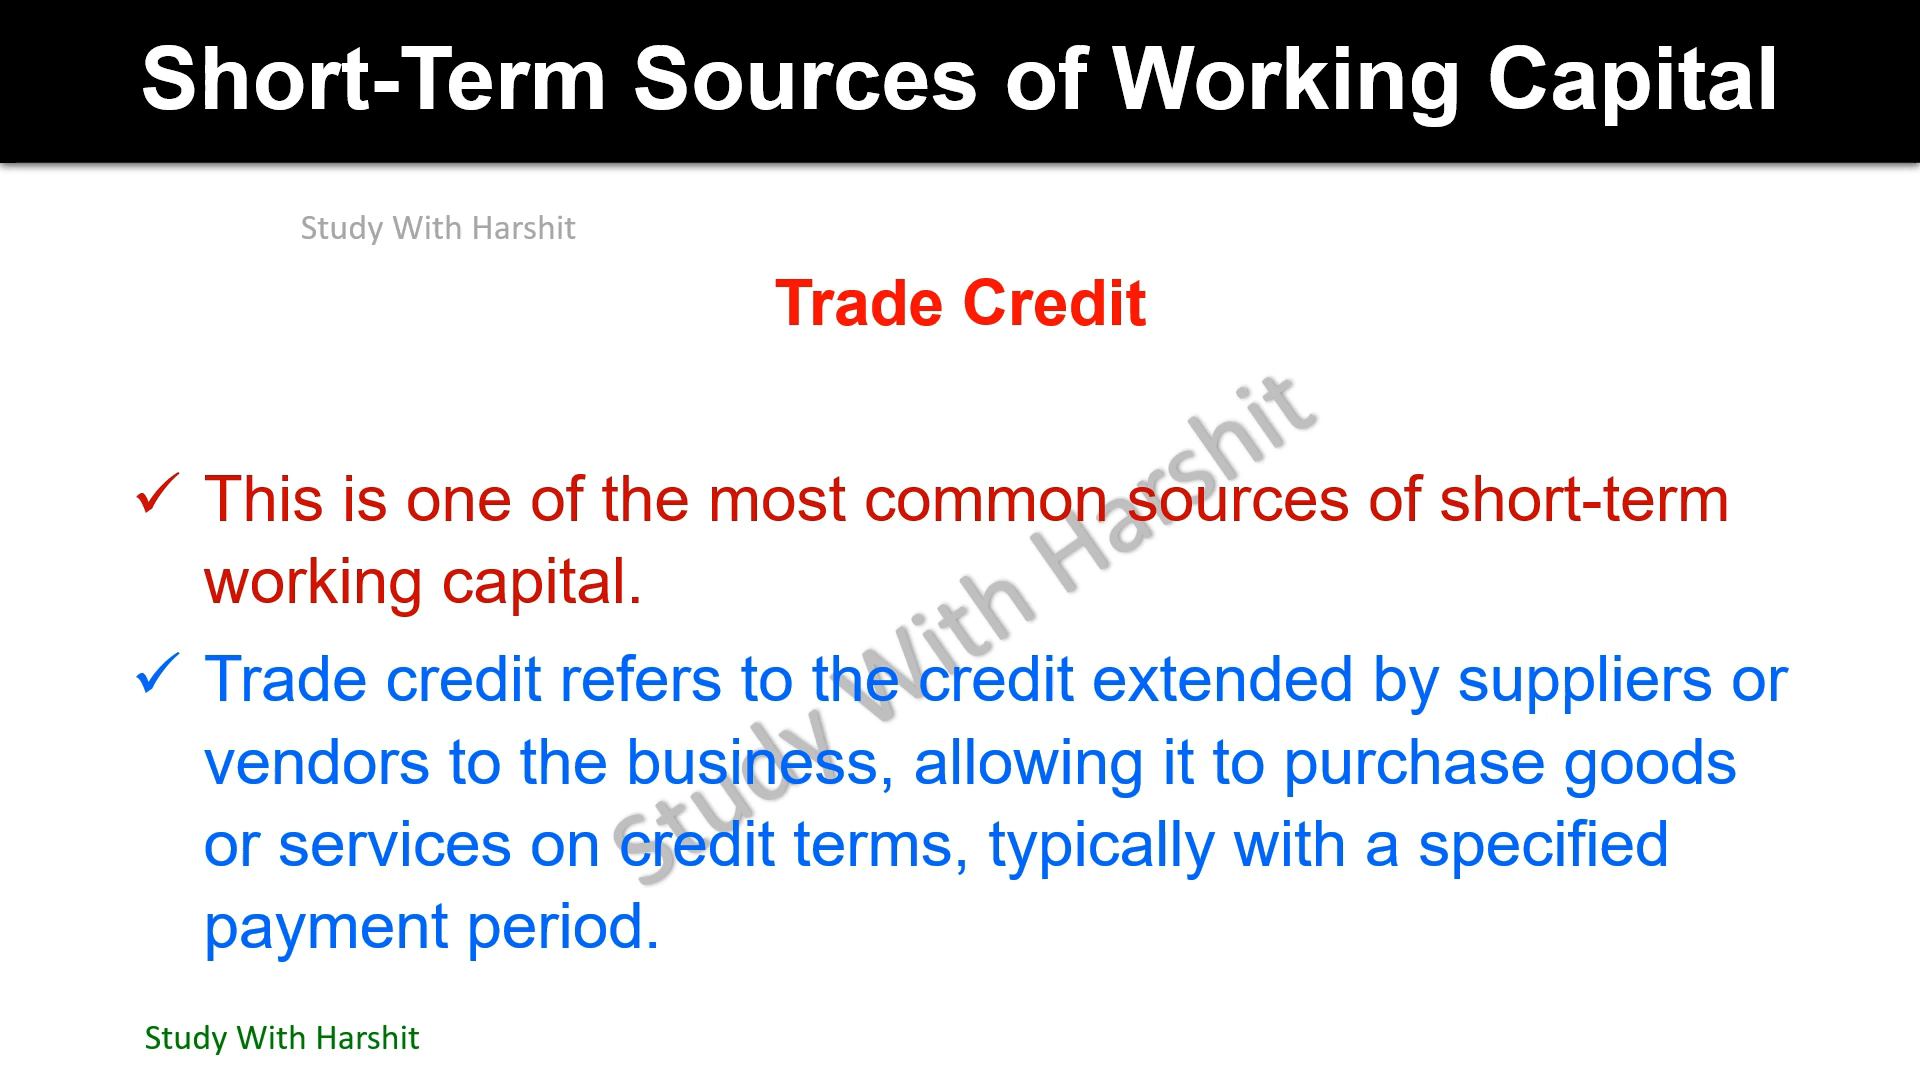 Short-Term Sources of Working Capital
Study With Harshit
Trade Credit
✓ This is one of the most common sources of short-term
working capital.
✓ Trade credit refers to the credit extended by suppliers or
vendors to the business, allowing it to purchase goods
or services on credit terms, typically with a specified
payment period.
Study With Harshit
Study With Harshit